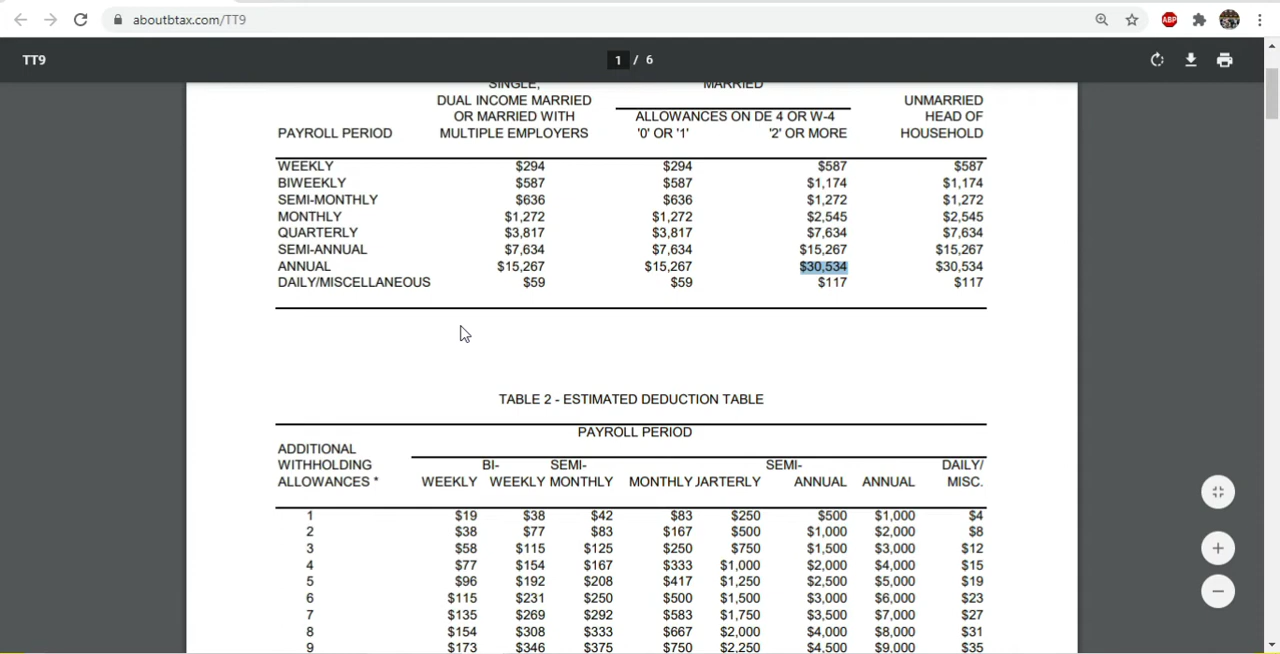 aboutbtax.com/TT9
ABP
TT9
1 / 6
SINGLE, MARRIED
DUAL INCOME MARRIED UNMARRIED
OR MARRIED WITH ALLOWANCES ON DE 4 OR W-4 HEAD OF
PAYROLL PERIOD MULTIPLE EMPLOYERS '0' OR '1' '2' OR MORE HOUSEHOLD
WEEKLY $294 $294 $587 $587
BIWEEKLY $587 $587 $1,174 $1,174
SEMI-MONTHLY $636 $636 $1,272 $1,272
MONTHLY $1,272 $1,272 $2,545 $2,545
QUARTERLY $3,817 $3,817 $7,634 $7,634
SEMI-ANNUAL $7,634 $7,634 $15,267 $15,267
ANNUAL $15,267 $15,267 $30,534 $30,534
DAILY/MISCELLANEOUS $59 $59 $117 $117
TABLE 2 - ESTIMATED DEDUCTION TABLE
PAYROLL PERIOD
ADDITIONAL
WITHHOLDING BI- SEMI- SEMI- DAILY/
ALLOWANCES * WEEKLY WEEKLY MONTHLY MONTHLY JARTERLY ANNUAL ANNUAL MISC.
1 $19 $38 $42 $83 $250 $500 $1,000 $4
2 $38 $77 $83 $167 $500 $1,000 $2,000 $8
3 $58 $115 $125 $250 $750 $1,500 $3,000 $12
4 $77 $154 $167 $333 $1,000 $2,000 $4,000 $15
5 $96 $192 $208 $417 $1,250 $2,500 $5,000 $19
6 $115 $231 $250 $500 $1,500 $3,000 $6,000 $23
7 $135 $269 $292 $583 $1,750 $3,500 $7,000 $27
8 $154 $308 $333 $667 $2,000 $4,000 $8,000 $31
9 $173 $346 $375 $750 $2,250 $4,500 $9,000 $35